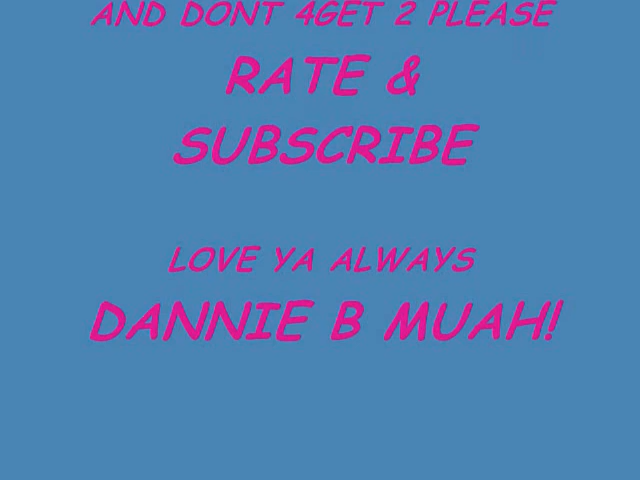 AND DONT 4GET 2 PLEASE
RATE &
SUBSCRIBE
LOVE YA ALWAYS
DANNIE B MUAH!